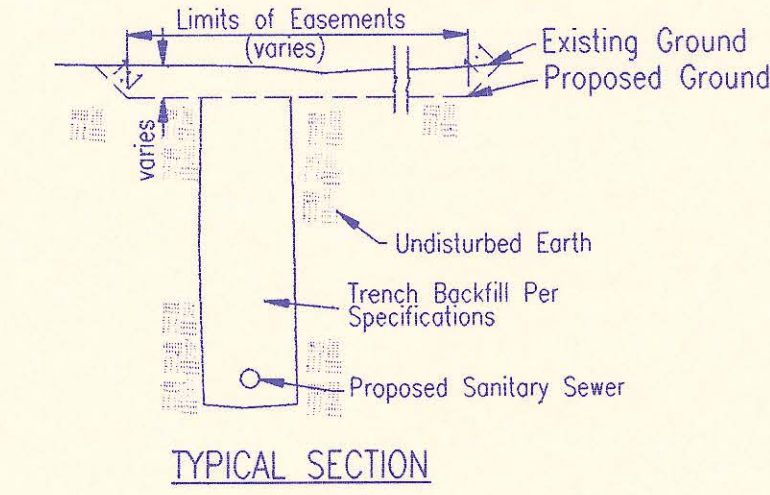 Limits of Easements
(varies)
Existing Ground
Proposed Ground
varies
Undisturbed Earth
Trench Backfill Per
Specifications
Proposed Sanitary Sewer
TYPICAL SECTION